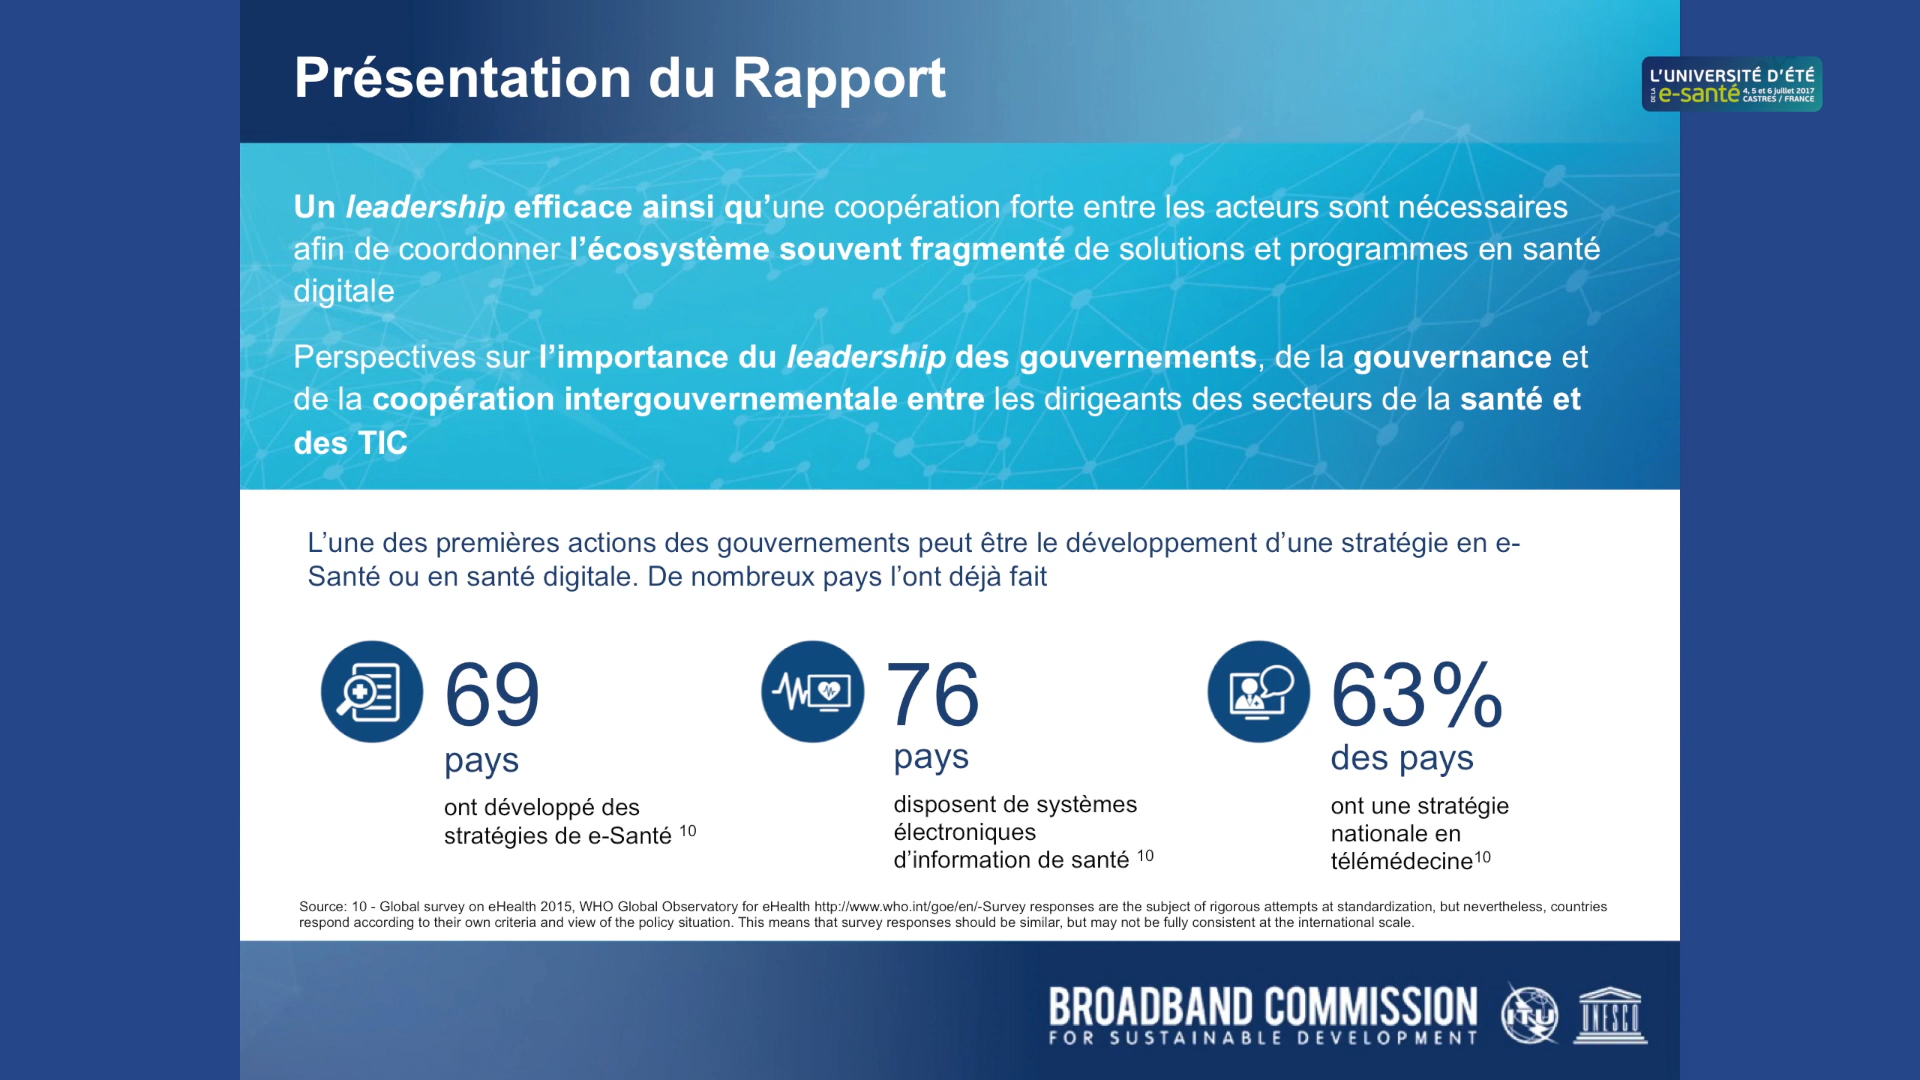 Présentation du Rapport
L'UNIVERSITÉ D'ÉTÉ
DE LA e-santé 4, 5 et 6 juillet 2017 CASTRES / FRANCE
Un leadership efficace ainsi qu’une coopération forte entre les acteurs sont nécessaires
afin de coordonner l’écosystème souvent fragmenté de solutions et programmes en santé
digitale
Perspectives sur l’importance du leadership des gouvernements, de la gouvernance et
de la coopération intergouvernementale entre les dirigeants des secteurs de la santé et
des TIC
L’une des premières actions des gouvernements peut être le développement d’une stratégie en e-
Santé ou en santé digitale. De nombreux pays l’ont déjà fait
69
pays
ont développé des
stratégies de e-Santé 10
76
pays
disposent de systèmes
électroniques
d’information de santé 10
63%
des pays
ont une stratégie
nationale en
télémédecine10
Source: 10 - Global survey on eHealth 2015, WHO Global Observatory for eHealth http://www.who.int/goe/en/-Survey responses are the subject of rigorous attempts at standardization, but nevertheless, countries
respond according to their own criteria and view of the policy situation. This means that survey responses should be similar, but may not be fully consistent at the international scale.
BROADBAND COMMISSION
FOR SUSTAINABLE DEVELOPMENT
ITU
UNESCO